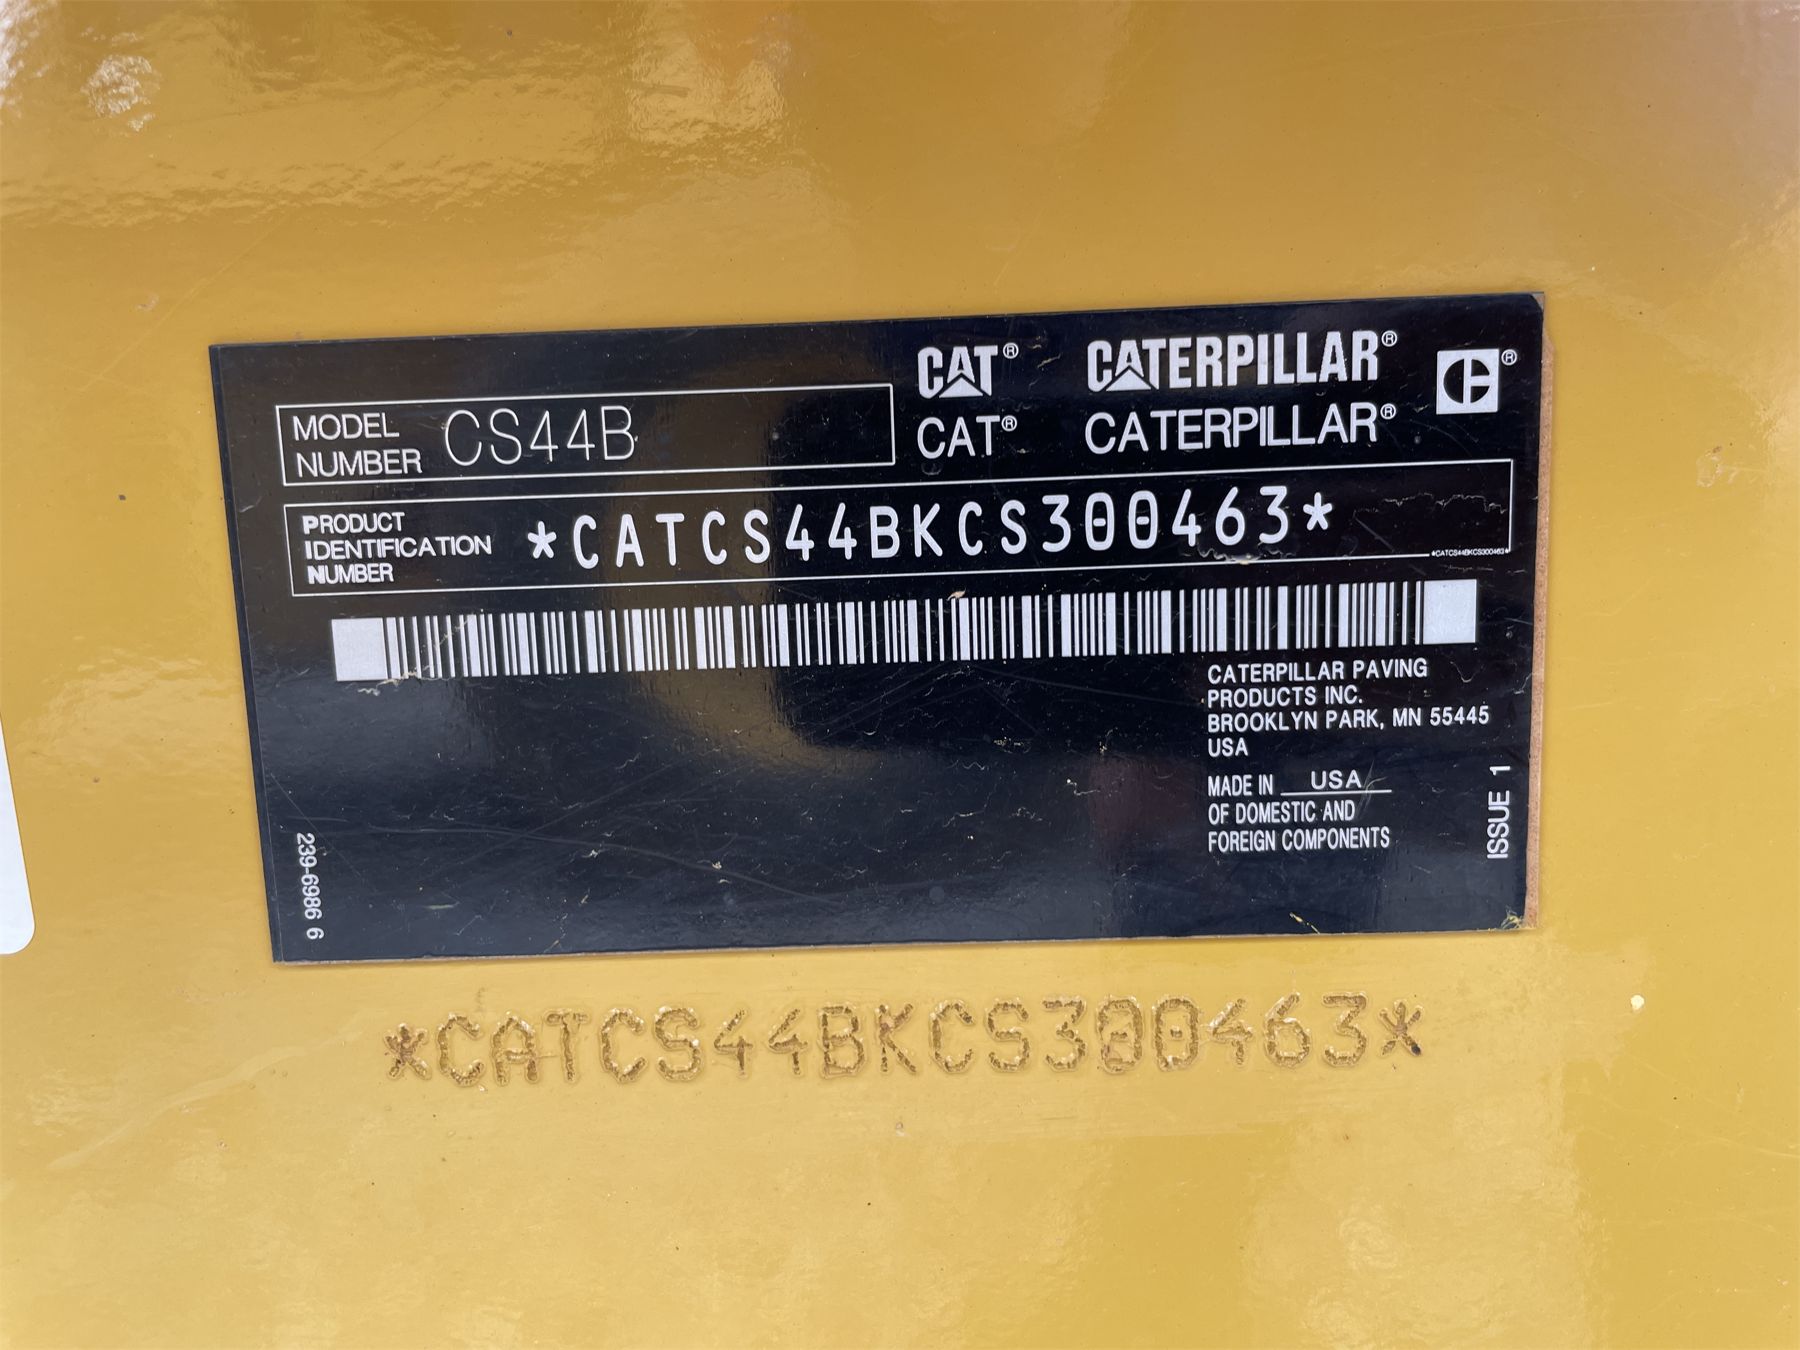 CAT® CATERPILLAR® C®
MODEL NUMBER CS44B CAT® CATERPILLAR®
PRODUCT IDENTIFICATION NUMBER *CATCS44BKCS300463*
*CATCS44BKCS300463*
CATERPILLAR PAVING
PRODUCTS INC.
BROOKLYN PARK, MN 55445
USA
MADE IN USA
OF DOMESTIC AND
FOREIGN COMPONENTS
ISSUE 1
239-6986 6
*CATCS44BKCS300463*